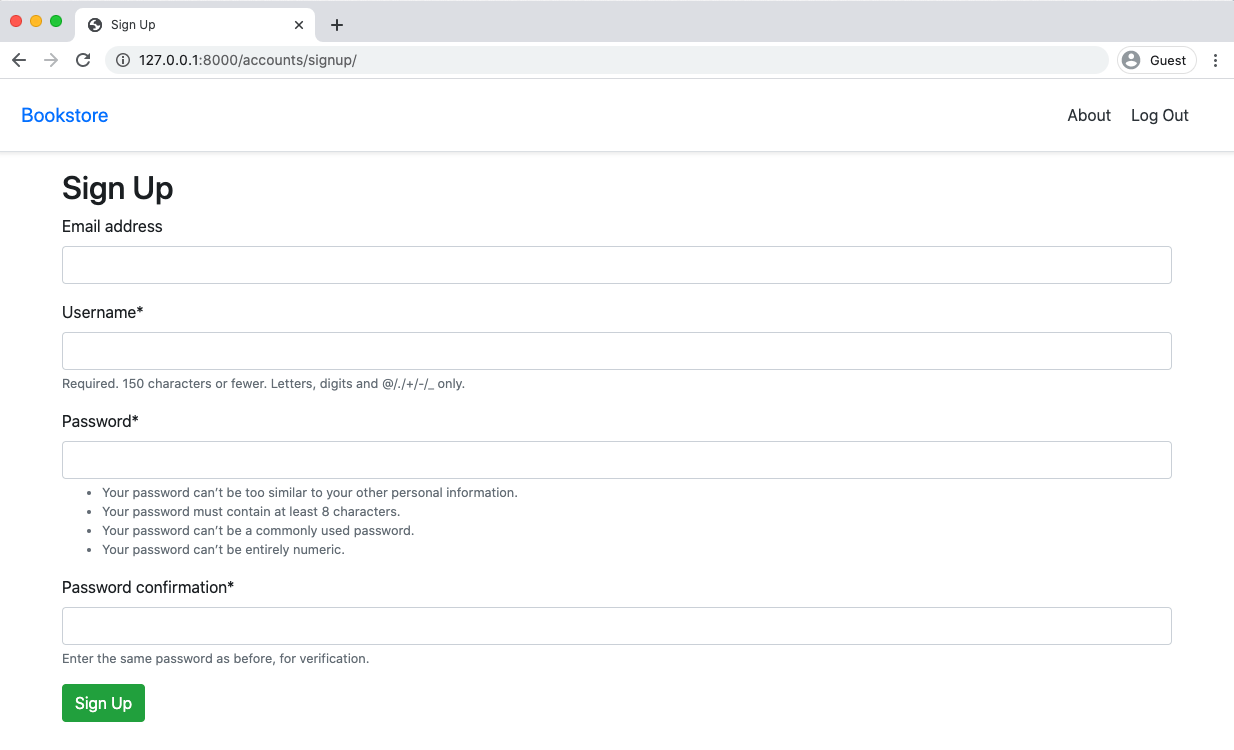 Sign Up
127.0.0.1:8000/accounts/signup/
Guest
Bookstore
About
Log Out
Sign Up
Email address
Username*
Required. 150 characters or fewer. Letters, digits and @/./+/-/_ only.
Password*
• Your password can’t be too similar to your other personal information.
• Your password must contain at least 8 characters.
• Your password can’t be a commonly used password.
• Your password can’t be entirely numeric.
Password confirmation*
Enter the same password as before, for verification.
Sign Up